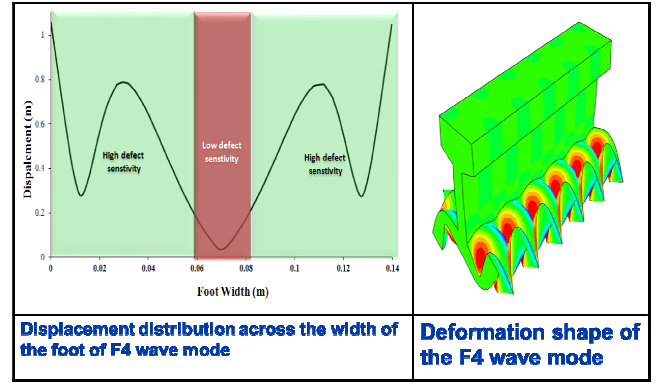 1
0.8
0.6
0.4
0.2
0
Dispalcement (m)
High defect
senstivity
Low defect
senstivity
High defect
senstivity
0
0.02
0.04
0.06
0.08
0.1
0.12
0.14
Foot Width (m)
Displacement distribution across the width of
the foot of F4 wave mode
Deformation shape of
the F4 wave mode